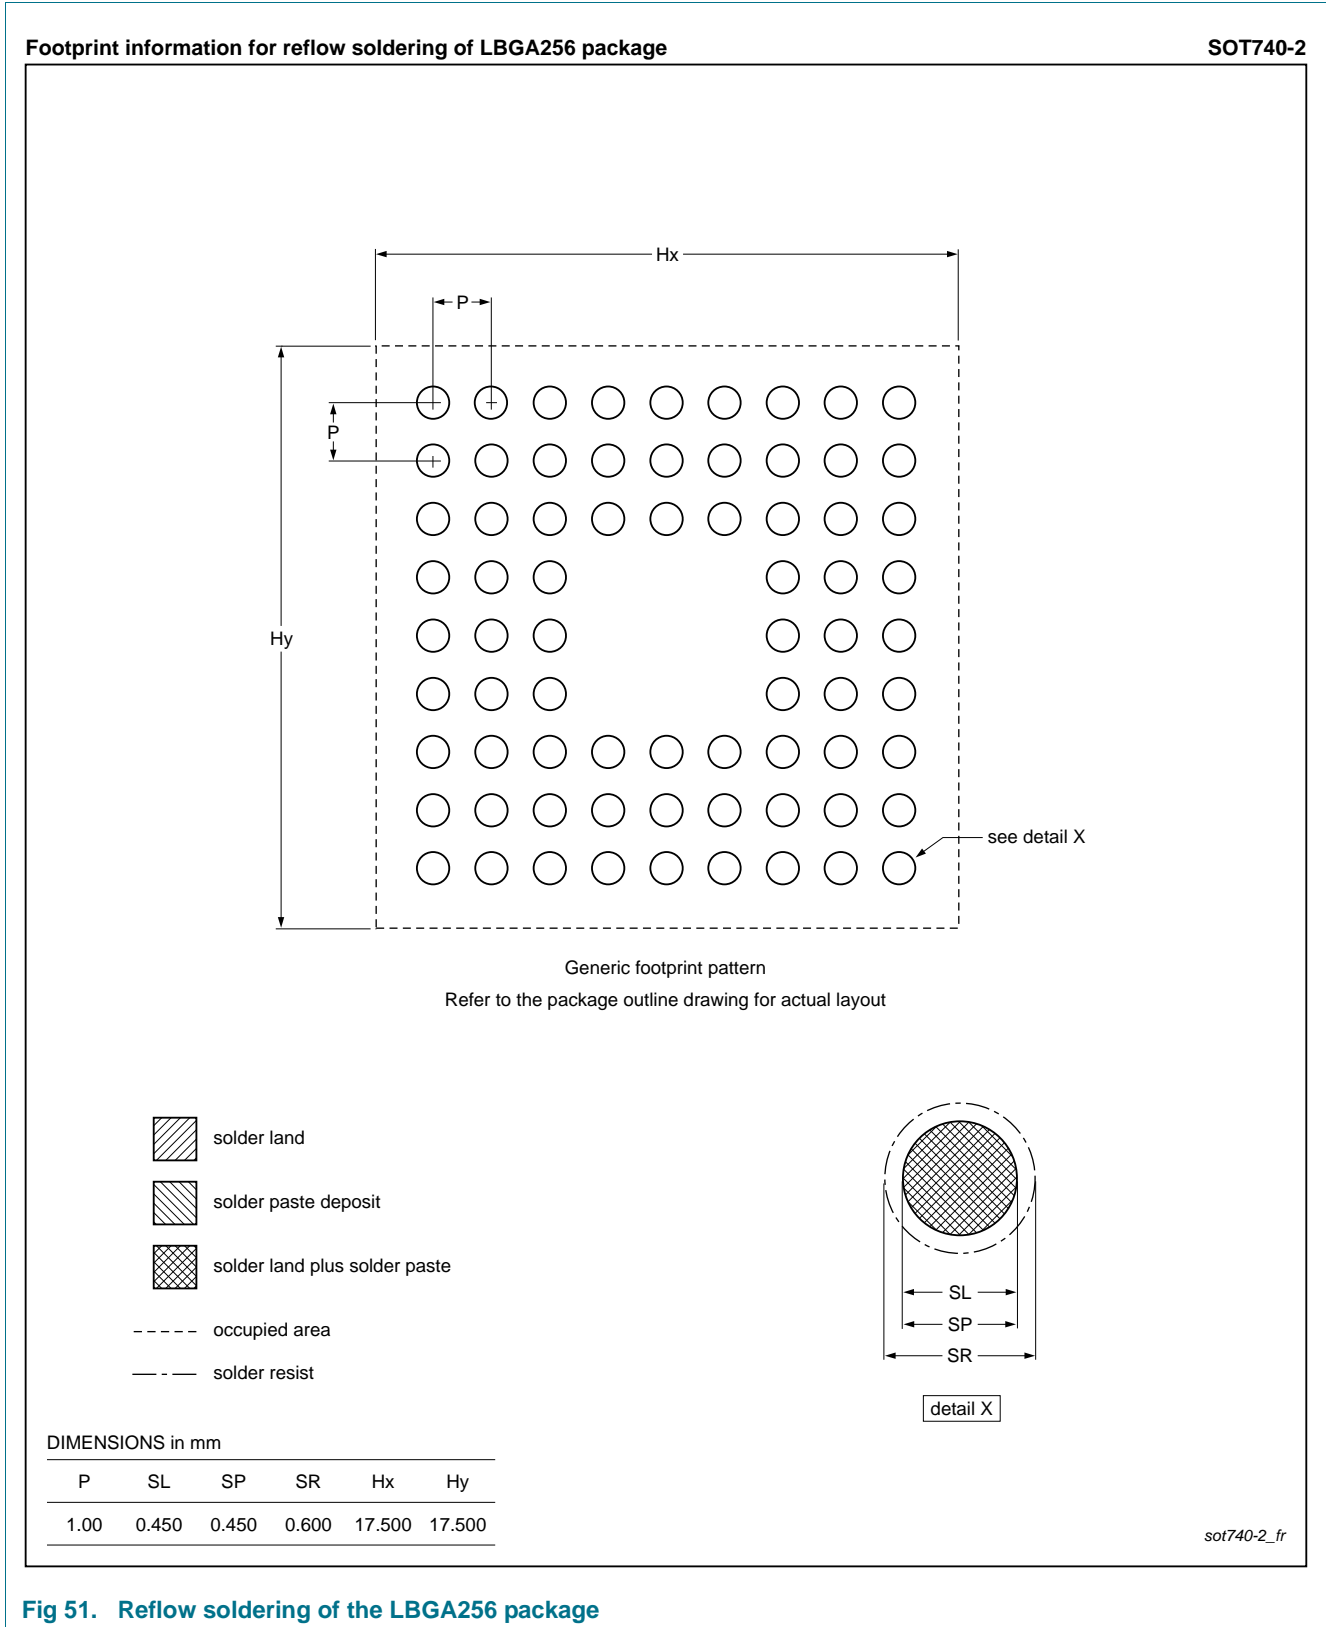 Footprint information for reflow soldering of LBGA256 package SOT740-2
Hx
P
P
Hy
see detail X
Generic footprint pattern
Refer to the package outline drawing for actual layout
solder land
solder paste deposit
solder land plus solder paste
occupied area
solder resist
SL
SP
SR
detail X
DIMENSIONS in mm
P SL SP SR Hx Hy
1.00 0.450 0.450 0.600 17.500 17.500
sot740-2_fr
Fig 51. Reflow soldering of the LBGA256 package